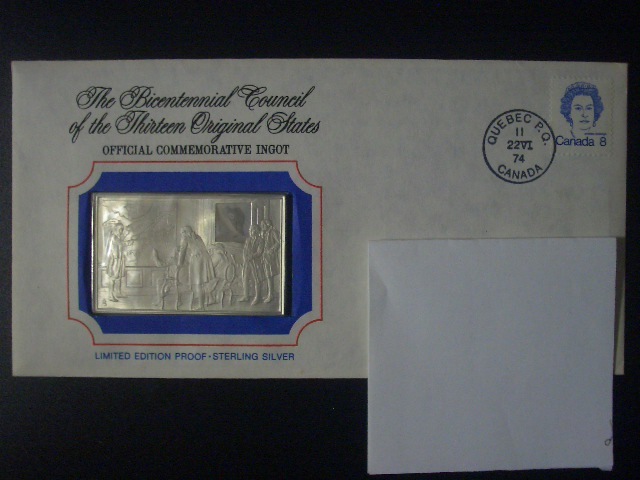 The Bicentennial Council
of the Thirteen Original States
OFFICIAL COMMEMORATIVE INGOT
LIMITED EDITION PROOF · STERLING SILVER
QUEBEC P.Q.
11
22VI
74
CANADA
Canada 8